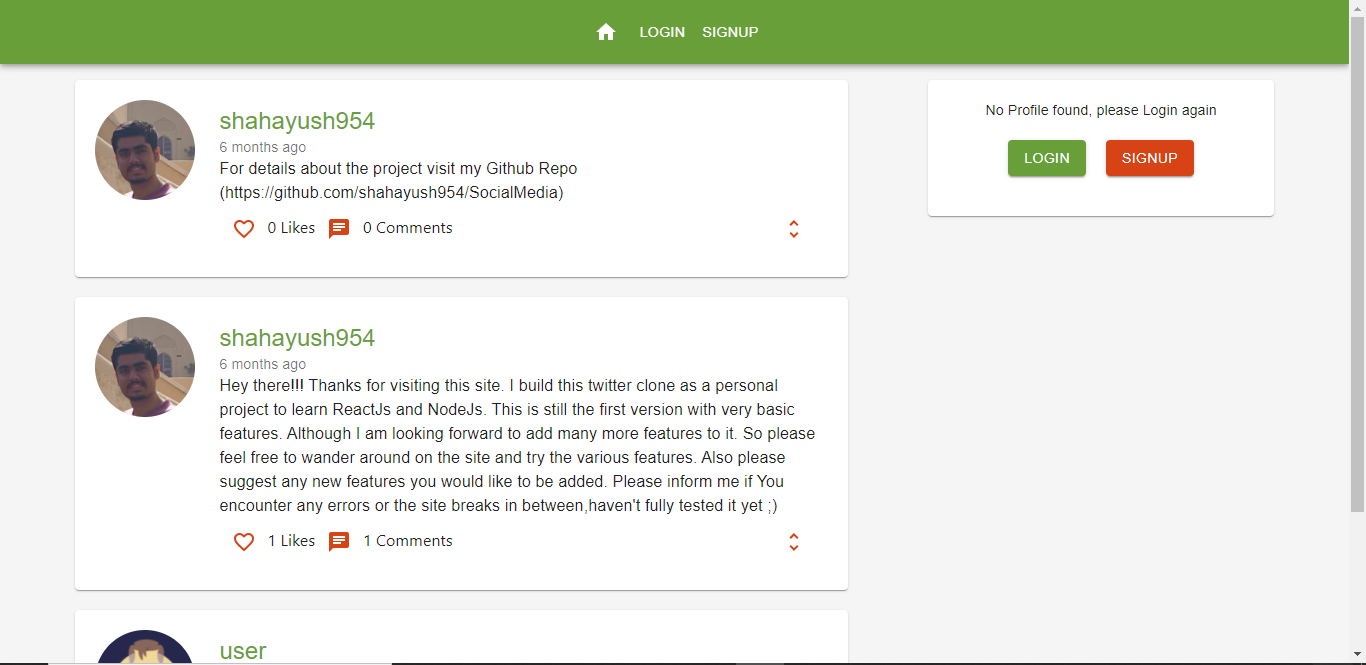 LOGIN SIGNUP
shahayush954
6 months ago
For details about the project visit my Github Repo
(https://github.com/shahayush954/SocialMedia)
0 Likes 0 Comments
No Profile found, please Login again
LOGIN SIGNUP
shahayush954
6 months ago
Hey there!!! Thanks for visiting this site. I build this twitter clone as a personal
project to learn ReactJs and NodeJs. This is still the first version with very basic
features. Although I am looking forward to add many more features to it. So please
feel free to wander around on the site and try the various features. Also please
suggest any new features you would like to be added. Please inform me if You
encounter any errors or the site breaks in between,haven't fully tested it yet ;)
1 Likes 1 Comments
user